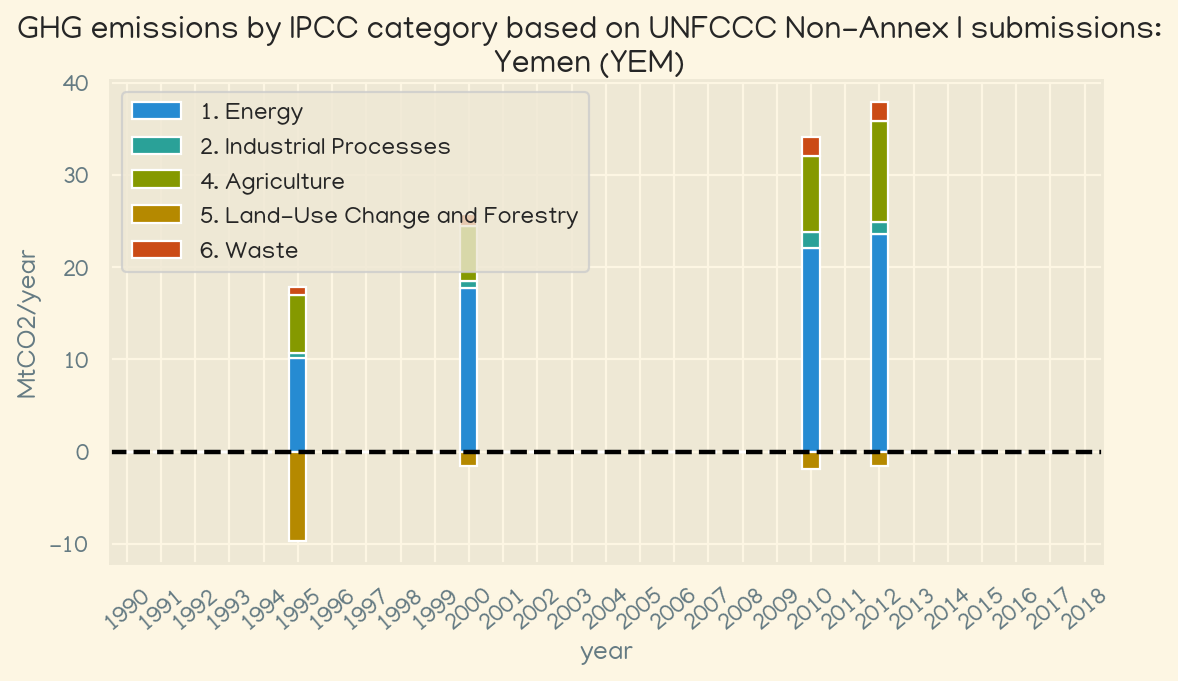 GHG emissions by IPCC category based on UNFCCC Non-Annex I submissions:
Yemen (YEM)
1. Energy
2. Industrial Processes
4. Agriculture
5. Land-Use Change and Forestry
6. Waste
MtCO2/year
40
30
20
10
0
−10
1990 1991 1992 1993 1994 1995 1996 1997 1998 1999 2000 2001 2002 2003 2004 2005 2006 2007 2008 2009 2010 2011 2012 2013 2014 2015 2016 2017 2018
year